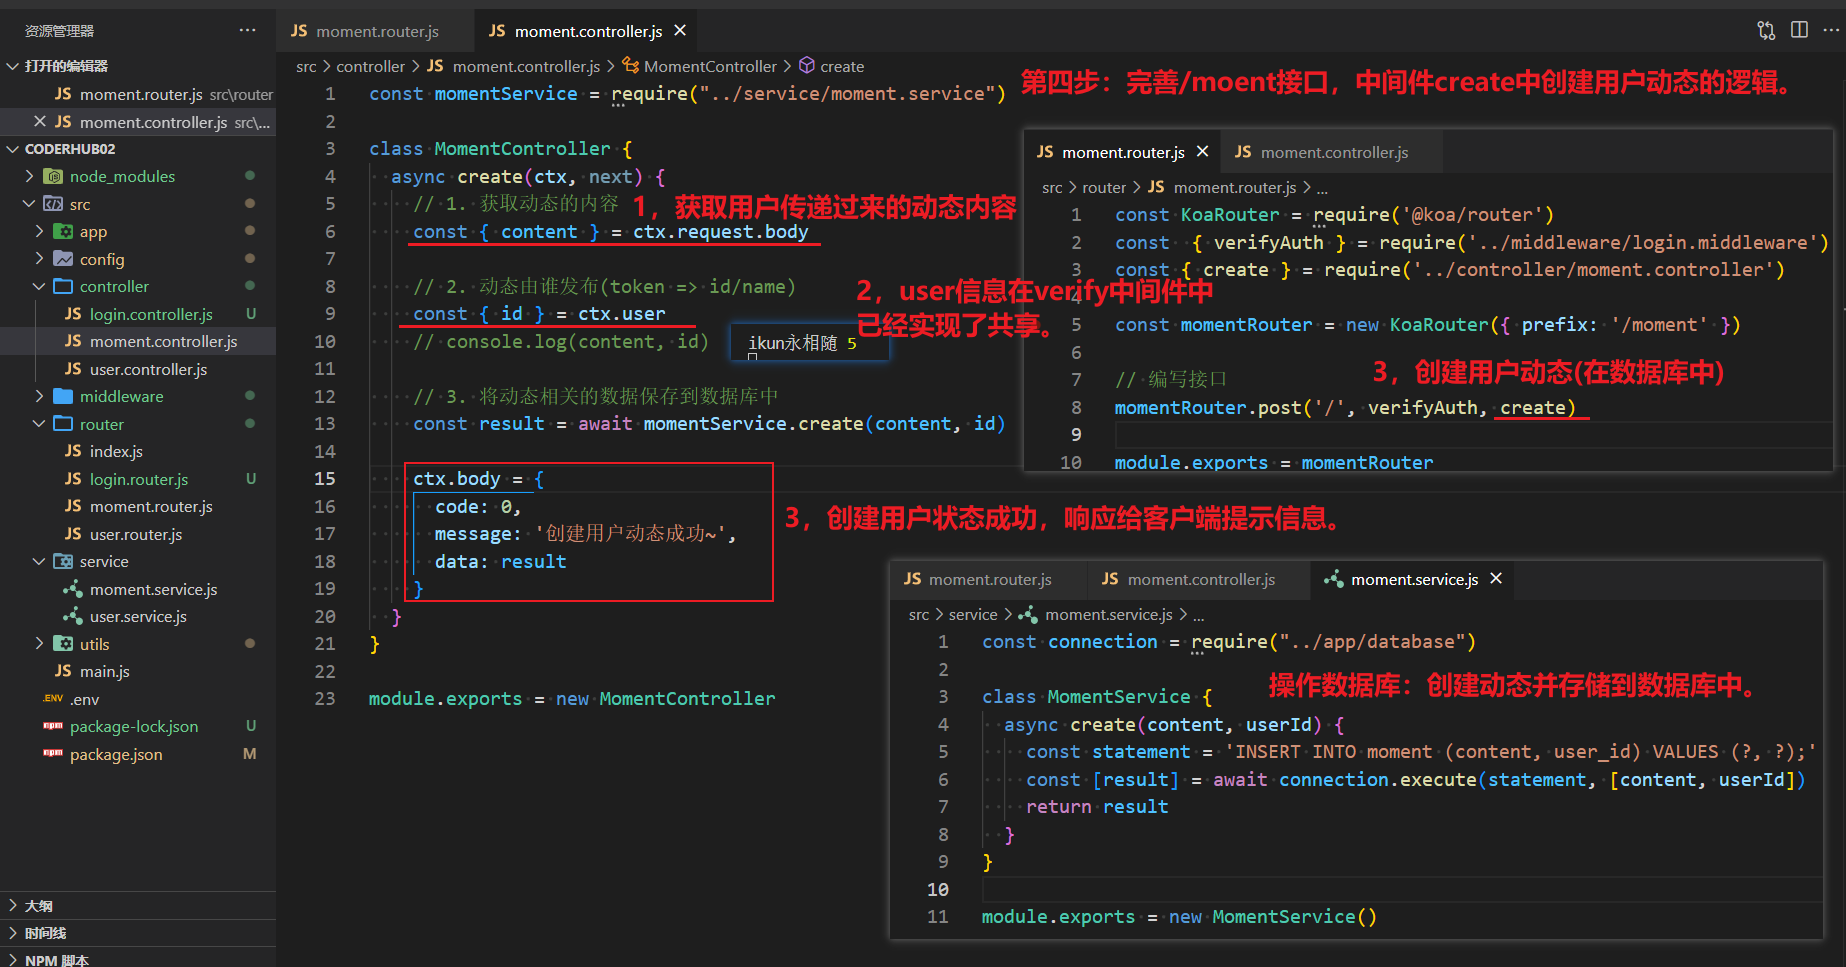 资源管理器 ···
打开的编辑器
JS moment.router.js src\router
JS moment.controller.js src\...
CODERHUB02
node_modules
src
app
config
controller
JS login.controller.js U
JS moment.controller.js
JS user.controller.js
middleware
router
JS index.js
JS login.router.js U
JS moment.router.js
JS user.router.js
service
moment.service.js
user.service.js
utils
JS main.js
.ENV .env
npm package-lock.json U
npm package.json M
大纲
时间线
NPM 脚本
JS moment.router.js JS moment.controller.js ···
src > controller > JS moment.controller.js > MomentController > create
1 const momentService = require("../service/moment.service")
2
3 class MomentController {
4 async create(ctx, next) {
5 // 1. 获取动态的内容
6 const { content } = ctx.request.body
7
8 // 2. 动态由谁发布(token => id/name)
9 const { id } = ctx.user
10 // console.log(content, id)
11
12 // 3. 将动态相关的数据保存到数据库中
13 const result = await momentService.create(content, id)
14
15 ctx.body = {
16 code: 0,
17 message: '创建用户动态成功~',
18 data: result
19 }
20 }
21 }
22
23 module.exports = new MomentController
1，获取用户传递过来的动态内容
2，user信息在verify中间件中
已经实现了共享。
ikun永相随 5
3，创建用户状态成功，响应给客户端提示信息。
第四步：完善/moent接口，中间件create中创建用户动态的逻辑。
JS moment.router.js JS moment.controller.js
src > router > JS moment.router.js > ...
1 const KoaRouter = require('@koa/router')
2 const { verifyAuth } = require('../middleware/login.middleware')
3 const { create } = require('../controller/moment.controller')
4
5 const momentRouter = new KoaRouter({ prefix: '/moment' })
6
7 // 编写接口
8 momentRouter.post('/', verifyAuth, create)
9
10 module.exports = momentRouter
3，创建用户动态(在数据库中)
JS moment.router.js JS moment.controller.js moment.service.js
src > service > moment.service.js > ...
1 const connection = require("../app/database")
2
3 class MomentService {
4 async create(content, userId) {
5 const statement = 'INSERT INTO moment (content, user_id) VALUES (?, ?);'
6 const [result] = await connection.execute(statement, [content, userId])
7 return result
8 }
9 }
10
11 module.exports = new MomentService()
操作数据库：创建动态并存储到数据库中。